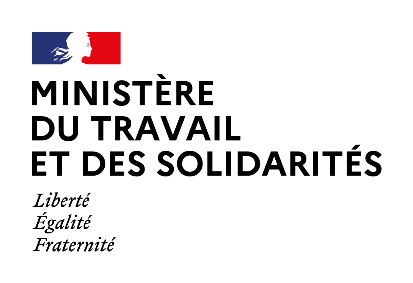 MINISTÈRE
DU TRAVAIL
ET DES SOLIDARITÉS
Liberté
Égalité
Fraternité